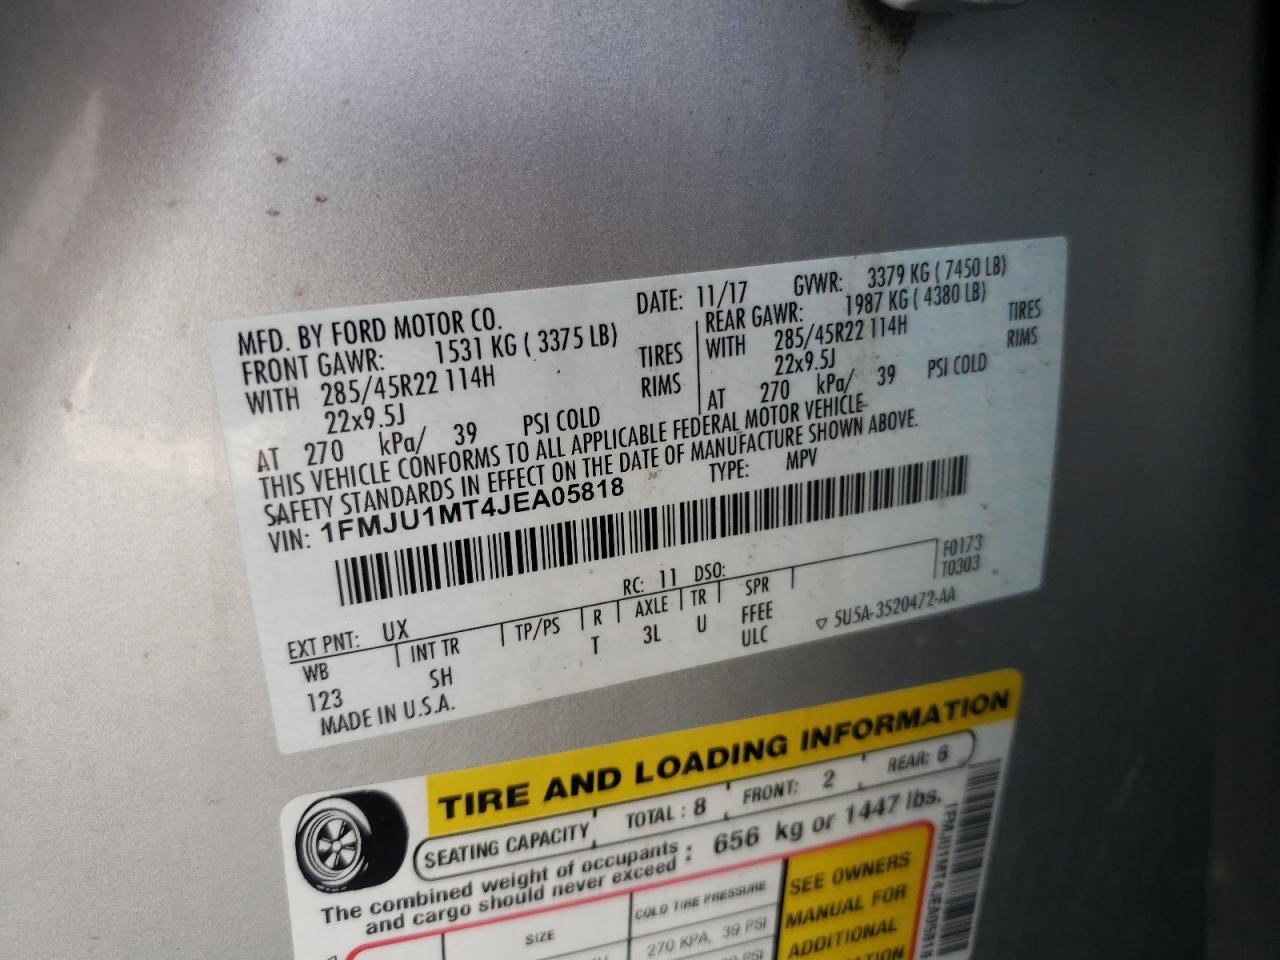 MFD. BY FORD MOTOR CO.
DATE: 11/17 GVWR: 3379 KG ( 7450 LB)
FRONT GAWR: 1531 KG ( 3375 LB)
WITH 285/45R22 114H TIRES
22x9.5J RIMS
AT 270 kPa/ 39 PSI COLD
REAR GAWR: 1987 KG ( 4380 LB)
WITH 285/45R22 114H TIRES
22x9.5J RIMS
AT 270 kPa/ 39 PSI COLD
THIS VEHICLE CONFORMS TO ALL APPLICABLE FEDERAL MOTOR VEHICLE
SAFETY STANDARDS IN EFFECT ON THE DATE OF MANUFACTURE SHOWN ABOVE.
VIN: 1FMJU1MT4JEA05818 TYPE: MPV
F0173
T0303
EXT PNT: UX RC: 11 DSO:
WB INT TR TP/PS R AXLE TR SPR
123 SH T 3L U FFEE
ULC
MADE IN U.S.A.
▽ 5U5A-3520472-AA
TIRE AND LOADING INFORMATION
SEATING CAPACITY TOTAL : 8 FRONT: 2 REAR: 6
The combined weight of occupants
and cargo should never exceed : 656 kg or 1447 lbs.
SIZE COLD TIRE PRESSURE
270 KPA, 39 PSI
PSI
SEE OWNERS
MANUAL FOR
ADDITIONAL
1FMJU1MT4JEA05818